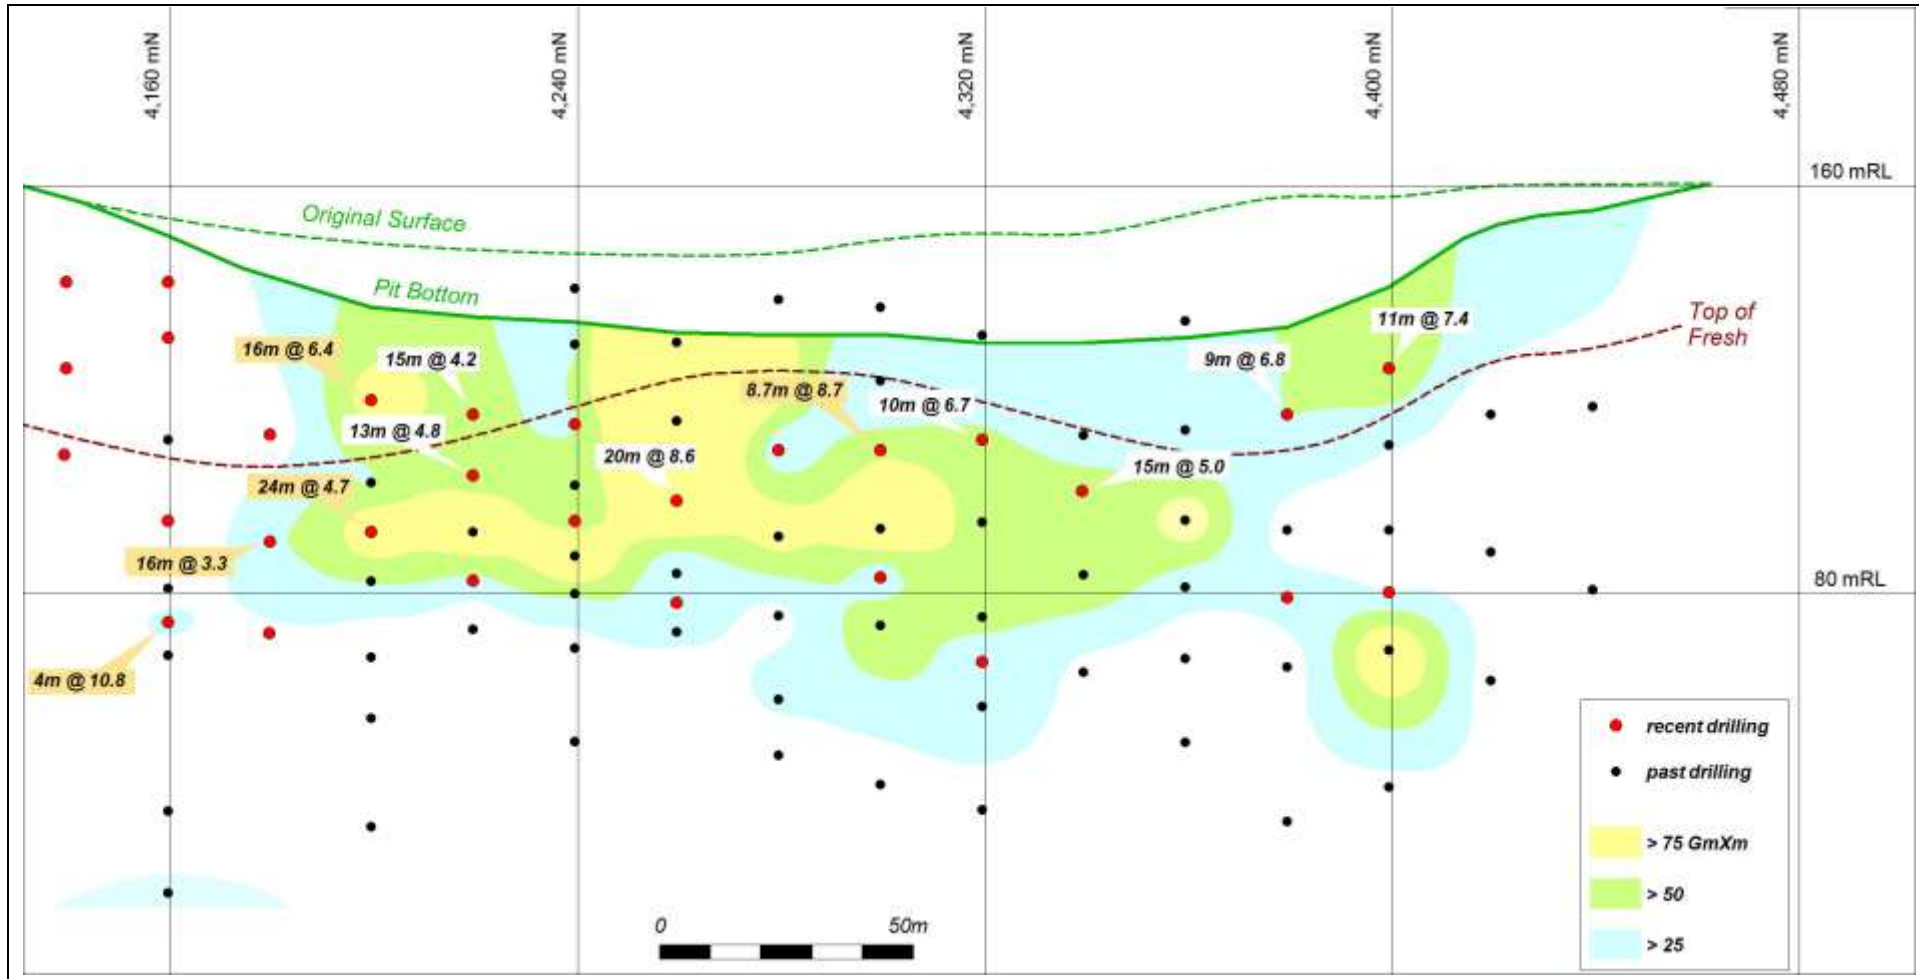 4,160 mN
4,240 mN
4,320 mN
4,400 mN
4,480 mN
160 mRL
Original Surface
Pit Bottom
Top of
Fresh
11m @ 7.4
16m @ 6.4
15m @ 4.2
9m @ 6.8
8.7m @ 8.7
10m @ 6.7
13m @ 4.8
20m @ 8.6
15m @ 5.0
24m @ 4.7
16m @ 3.3
80 mRL
4m @ 10.8
recent drilling
past drilling
> 75 GmXm
> 50
> 25
0 50m